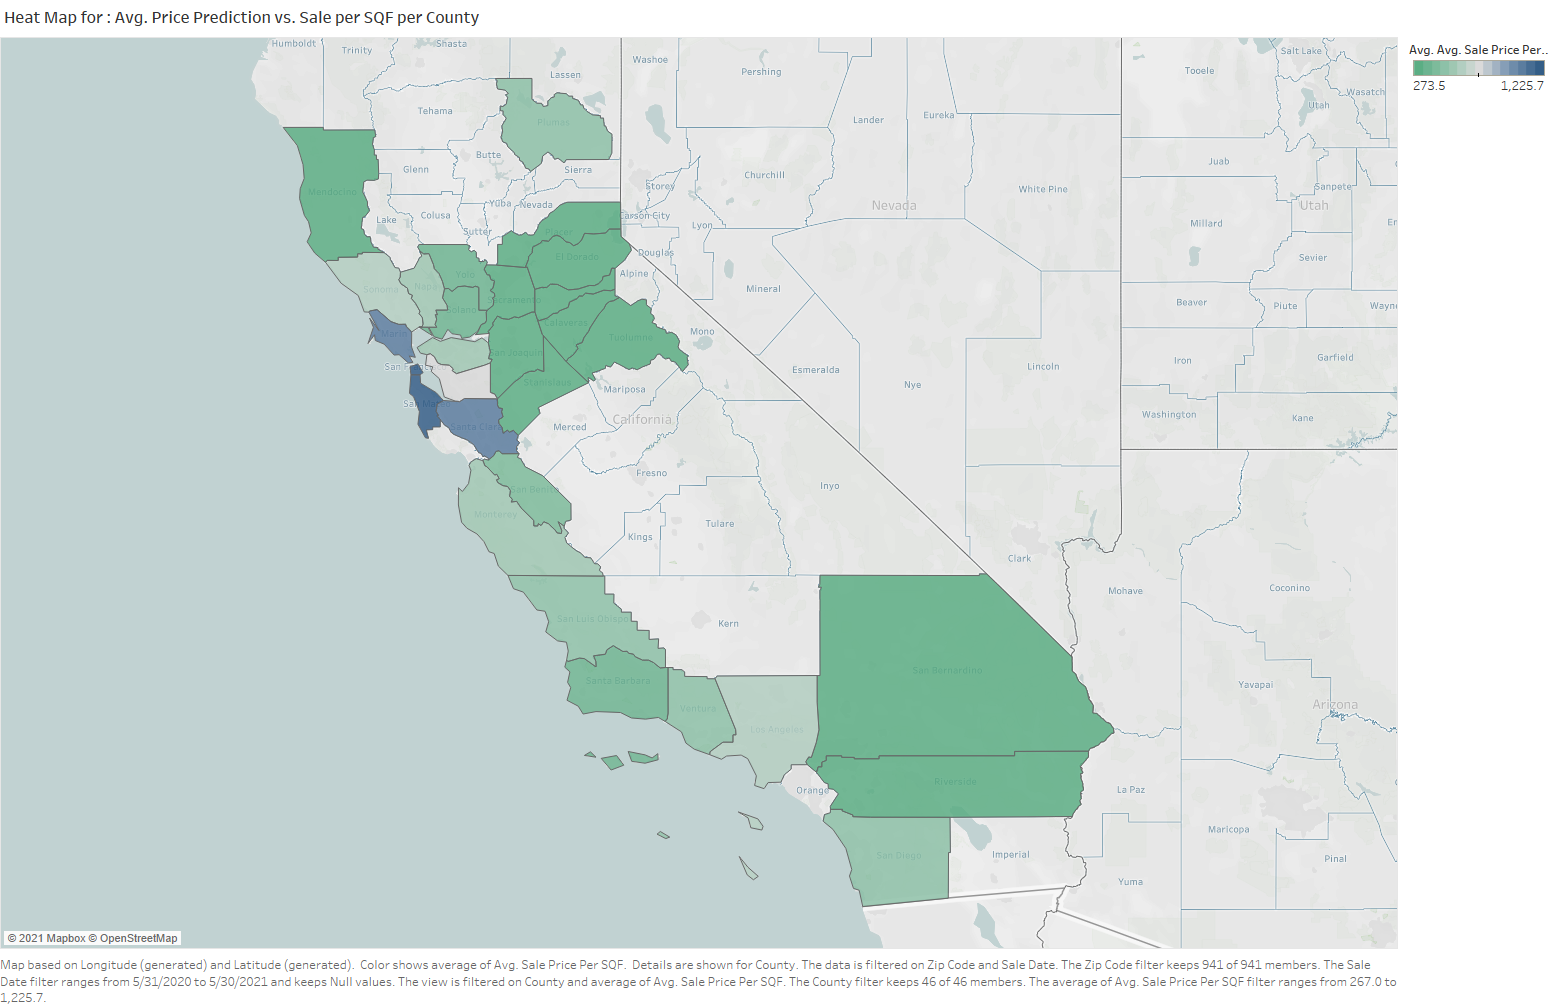 Heat Map for : Avg. Price Prediction vs. Sale per SQF per County
Avg. Avg. Sale Price Per..
273.5 1,225.7
Humboldt
Trinity
Shasta
Lassen
Washoe
Pershing
Tooele
Salt Lake
Wasatch
Utah
Tehama
Plumas
Lander
Eureka
Butte
Glenn
Sierra
Churchill
Juab
Mendocino
Storey
White Pine
Sanpete
Lake
Colusa
Yuba
Nevada
Carson City
Nevada
Utah
Sutter
Placer
Lyon
Millard
Er
El Dorado
Douglas
Sevier
Yolo
Alpine
Sonoma
Napa
Mineral
Sacramento
Solano
Beaver
Piute
Wayne
Calaveras
Marin
Tuolumne
Mono
San Joaquin
Iron
Garfield
San Fran
Esmeralda
Lincoln
Stanislaus
Mariposa
Nye
San Mateo
Santa Clara
California
Merced
Washington
Kane
Fresno
San Benito
Inyo
Monterey
Tulare
Kings
Clark
Mohave
Coconino
San Luis Obispo
Kern
San Bernardino
Santa Barbara
Yavapai
Ventura
Arizona
Los Angeles
Riverside
Orange
La Paz
Maricopa
San Diego
Imperial
Pinal
Yuma
© 2021 Mapbox © OpenStreetMap
Map based on Longitude (generated) and Latitude (generated). Color shows average of Avg. Sale Price Per SQF. Details are shown for County. The data is filtered on Zip Code and Sale Date. The Zip Code filter keeps 941 of 941 members. The Sale
Date filter ranges from 5/31/2020 to 5/30/2021 and keeps Null values. The view is filtered on County and average of Avg. Sale Price Per SQF. The County filter keeps 46 of 46 members. The average of Avg. Sale Price Per SQF filter ranges from 267.0 to
1,225.7.